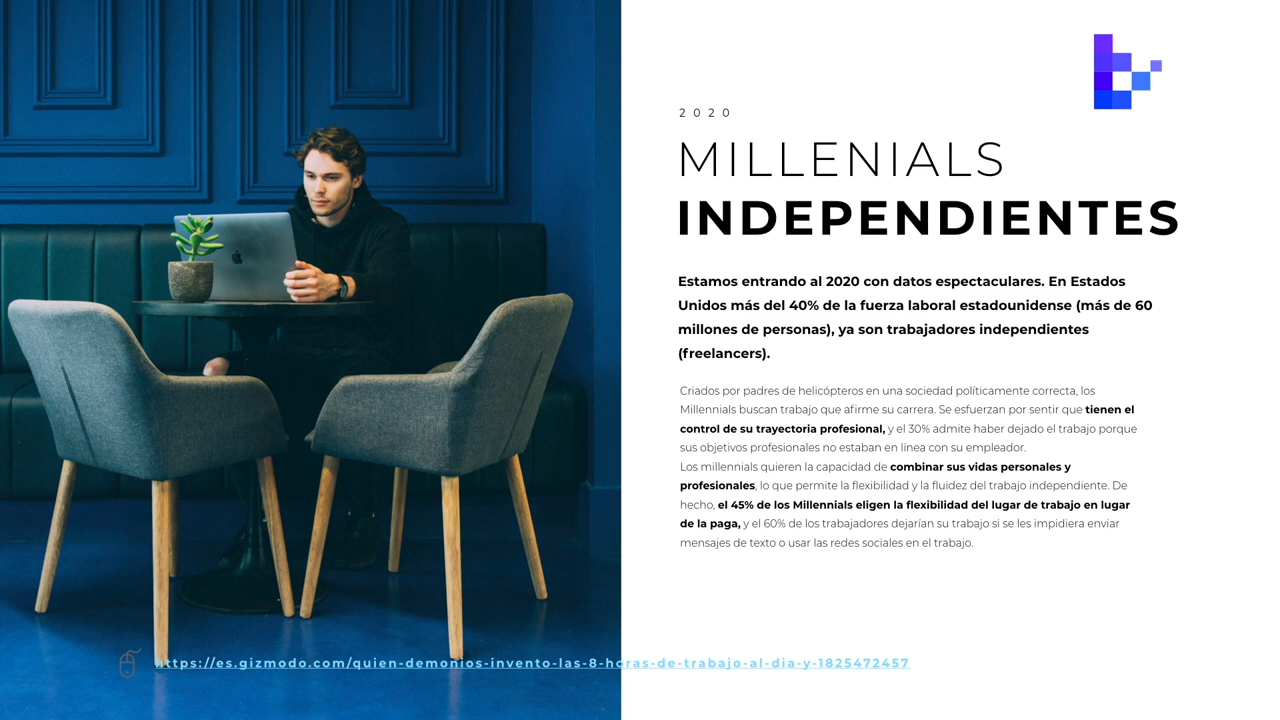 2020
MILLENIALS
INDEPENDIENTES
Estamos entrando al 2020 con datos espectaculares. En Estados
Unidos más del 40% de la fuerza laboral estadounidense (más de 60
millones de personas), ya son trabajadores independientes
(freelancers).
Criados por padres de helicópteros en una sociedad políticamente correcta, los
Millennials buscan trabajo que afirme su carrera. Se esfuerzan por sentir que tienen el
control de su trayectoria profesional, y el 30% admite haber dejado el trabajo porque
sus objetivos profesionales no estaban en línea con su empleador.
Los millennials quieren la capacidad de combinar sus vidas personales y
profesionales, lo que permite la flexibilidad y la fluidez del trabajo independiente. De
hecho, el 45% de los Millennials eligen la flexibilidad del lugar de trabajo en lugar
de la paga, y el 60% de los trabajadores dejarían su trabajo si se les impidiera enviar
mensajes de texto o usar las redes sociales en el trabajo.
https://es.gizmodo.com/quien-demonios-invento-las-8-horas-de-trabajo-al-dia-y-1825472457